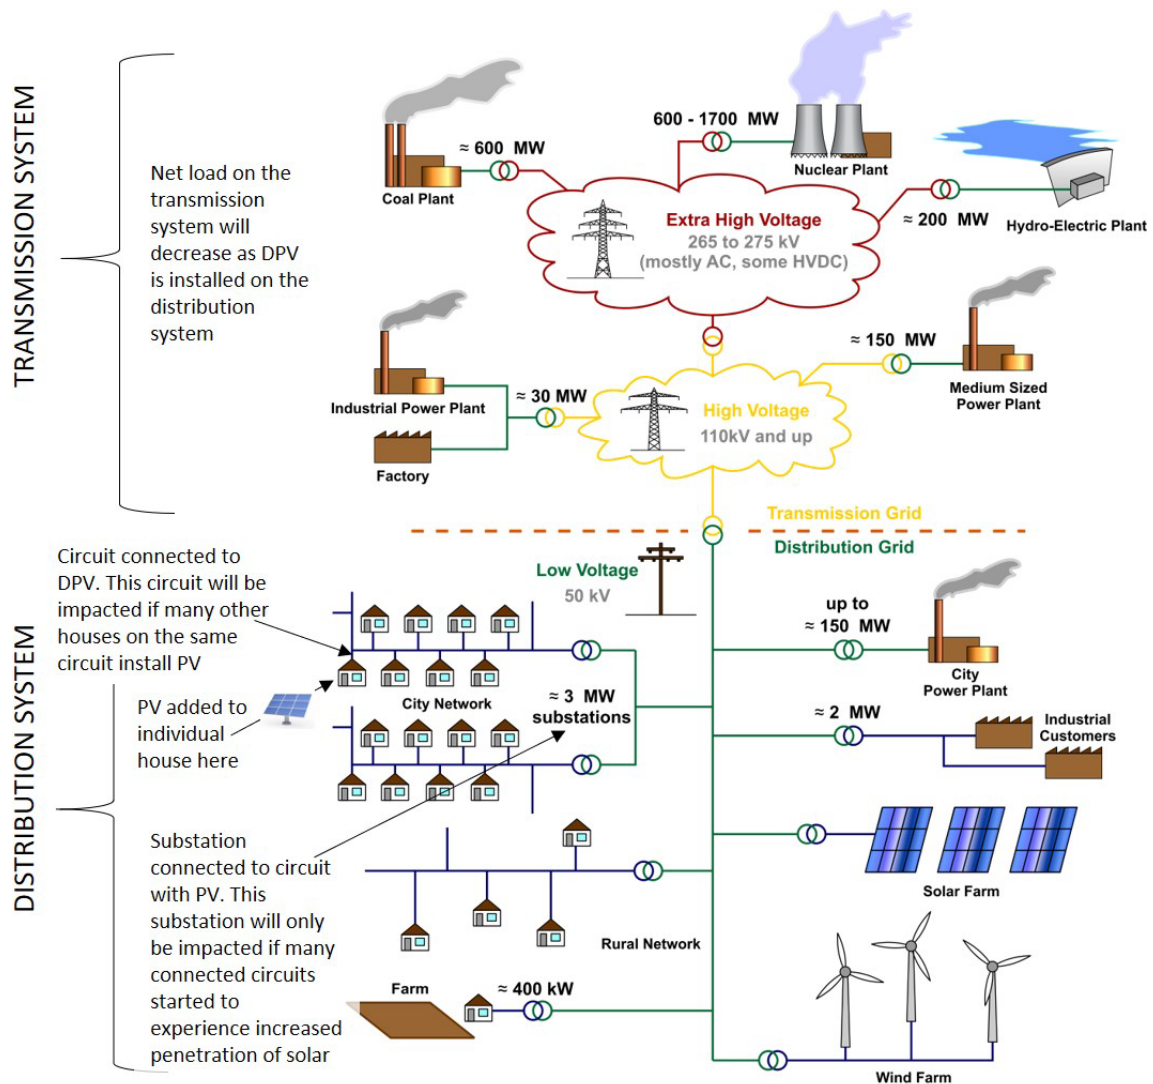 TRANSMISSION SYSTEM
Net load on the
transmission
system will
decrease as DPV
is installed on the
distribution
system
≈ 600 MW
Coal Plant
600 - 1700 MW
Nuclear Plant
≈ 200 MW
Hydro-Electric Plant
Extra High Voltage
265 to 275 kV
(mostly AC, some HVDC)
≈ 150 MW
Medium Sized
Power Plant
Industrial Power Plant
≈ 30 MW
Factory
High Voltage
110kV and up
Transmission Grid
Distribution Grid
DISTRIBUTION SYSTEM
Circuit connected to
DPV. This circuit will be
impacted if many other
houses on the same
circuit install PV
PV added to
individual
house here
Substation
connected to circuit
with PV. This
substation will only
be impacted if many
connected circuits
started to
experience increased
penetration of solar
Low Voltage
50 kV
City Network
≈ 3 MW
substations
up to
≈ 150 MW
City
Power Plant
≈ 2 MW
Industrial
Customers
Solar Farm
Rural Network
Farm
≈ 400 kW
Wind Farm